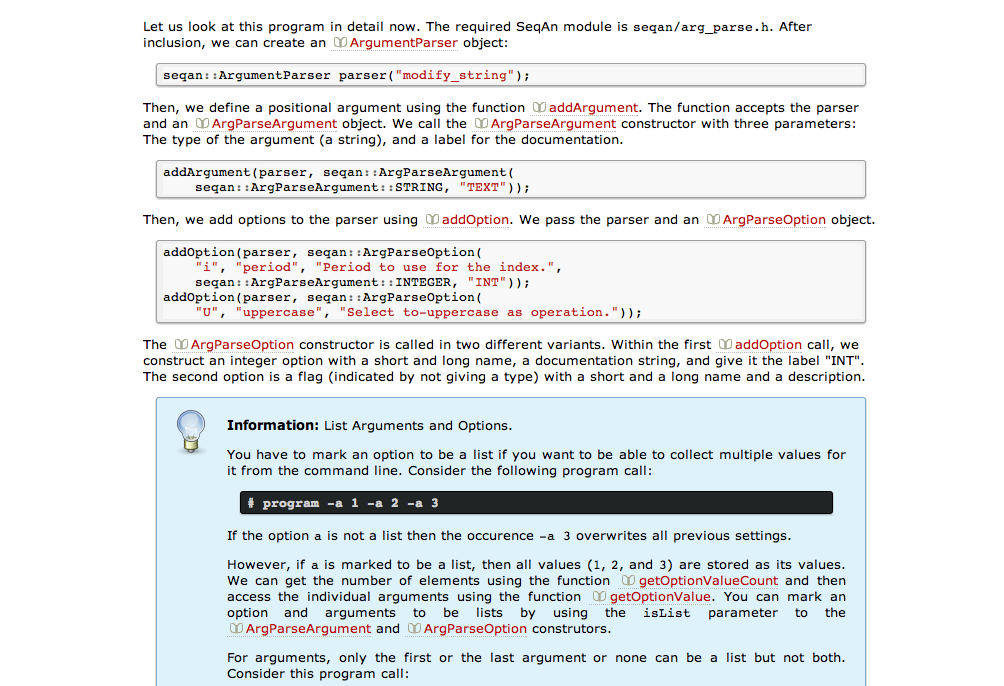 Let us look at this program in detail now. The required SeqAn module is seqan/arg_parse.h. After
inclusion, we can create an ArgumentParser object:
seqan::ArgumentParser parser("modify_string");
Then, we define a positional argument using the function addArgument. The function accepts the parser
and an ArgParseArgument object. We call the ArgParseArgument constructor with three parameters:
The type of the argument (a string), and a label for the documentation.
addArgument(parser, seqan::ArgParseArgument(
seqan::ArgParseArgument::STRING, "TEXT"));
Then, we add options to the parser using addOption. We pass the parser and an ArgParseOption object.
addOption(parser, seqan::ArgParseOption(
"i", "period", "Period to use for the index.",
seqan::ArgParseArgument::INTEGER, "INT"));
addOption(parser, seqan::ArgParseOption(
"U", "uppercase", "Select to-uppercase as operation."));
The ArgParseOption constructor is called in two different variants. Within the first addOption call, we
construct an integer option with a short and long name, a documentation string, and give it the label "INT".
The second option is a flag (indicated by not giving a type) with a short and a long name and a description.
Information: List Arguments and Options.
You have to mark an option to be a list if you want to be able to collect multiple values for
it from the command line. Consider the following program call:
# program -a 1 -a 2 -a 3
If the option a is not a list then the occurence -a 3 overwrites all previous settings.
However, if a is marked to be a list, then all values (1, 2, and 3) are stored as its values.
We can get the number of elements using the function getOptionValueCount and then
access the individual arguments using the function getOptionValue. You can mark an
option and arguments to be lists by using the isList parameter to the
ArgParseArgument and ArgParseOption construtors.
For arguments, only the first or the last argument or none can be a list but not both.
Consider this program call: